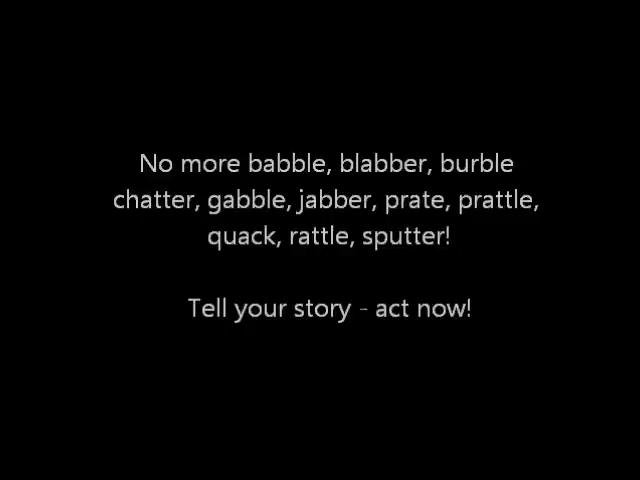 No more babble, blabber, burble
chatter, gabble, jabber, prate, prattle,
quack, rattle, sputter!
Tell your story - act now!